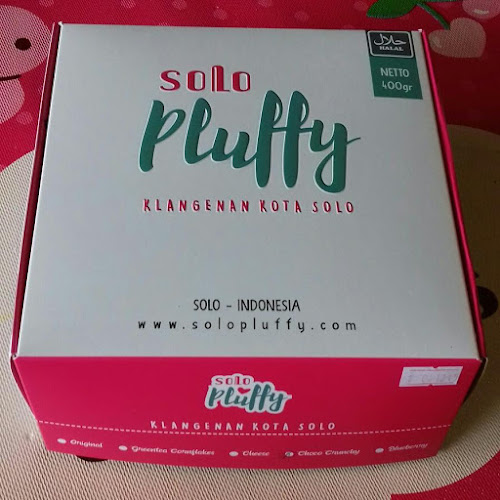 حلال
HALAL
NETTO
400gr
SOLO
Pluffy
KLANGENAN KOTA SOLO
SOLO - INDONESIA
www.solopluffy.com
SOLO
Pluffy
KLANGENAN KOTA SOLO
Original
Greentea Cornflakes
Cheese
Choco Crunchy
Blueberry